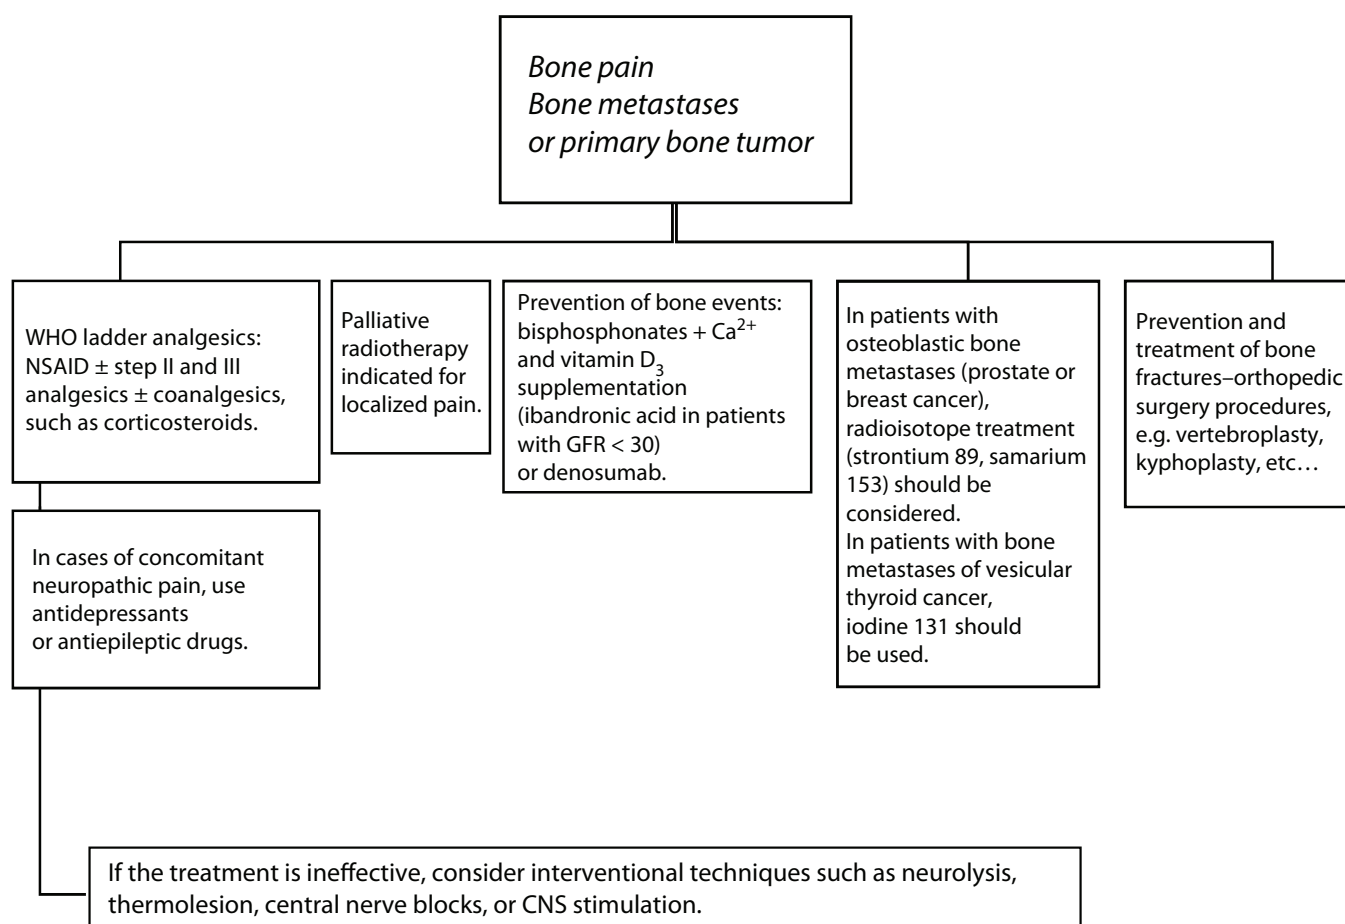 Bone pain
Bone metastases
or primary bone tumor
WHO ladder analgesics:
NSAID ± step II and III
analgesics ± coanalgesics,
such as corticosteroids.
Palliative
radiotherapy
indicated for
localized pain.
Prevention of bone events:
bisphosphonates + Ca²⁺
and vitamin D₃
supplementation
(ibandronic acid in patients
with GFR < 30)
or denosumab.
In patients with
osteoblastic bone
metastases (prostate or
breast cancer),
radioisotope treatment
(strontium 89, samarium
153) should be
considered.
In patients with bone
metastases of vesicular
thyroid cancer,
iodine 131 should
be used.
Prevention and
treatment of bone
fractures–orthopedic
surgery procedures,
e.g. vertebroplasty,
kyphoplasty, etc…
In cases of concomitant
neuropathic pain, use
antidepressants
or antiepileptic drugs.
If the treatment is ineffective, consider interventional techniques such as neurolysis,
thermolesion, central nerve blocks, or CNS stimulation.